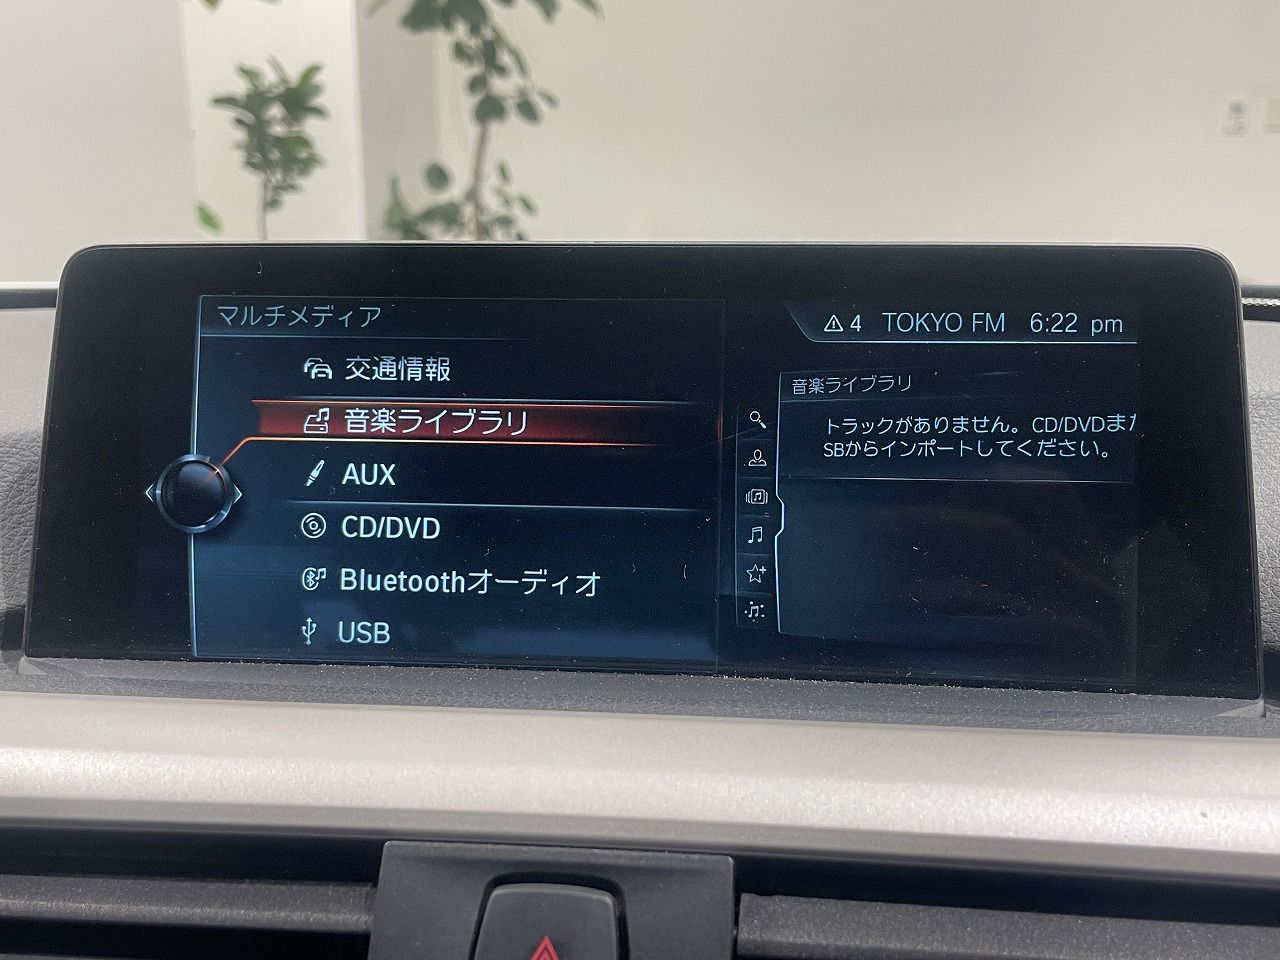 マルチメディア
4 TOKYO FM 6:22 pm
交通情報
音楽ライブラリ
AUX
CD/DVD
Bluetoothオーディオ
USB
音楽ライブラリ
トラックがありません。CD/DVDまた
SBからインポートしてください。